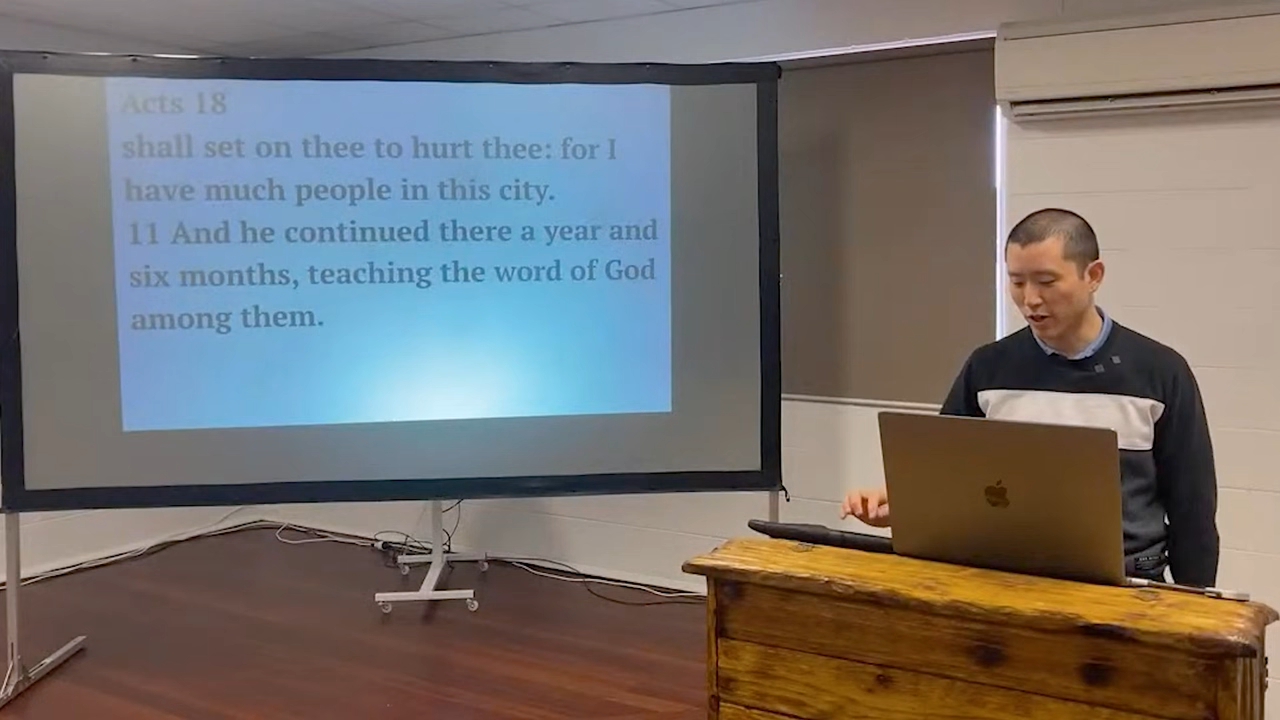 Acts 18
shall set on thee to hurt thee: for I
have much people in this city.
11 And he continued there a year and
six months, teaching the word of God
among them.